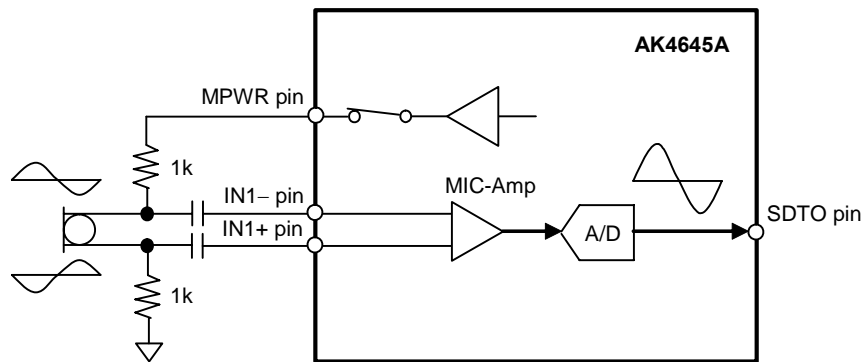 AK4645A
MPWR pin
1k
IN1− pin
MIC-Amp
IN1+ pin
A/D
SDTO pin
1k